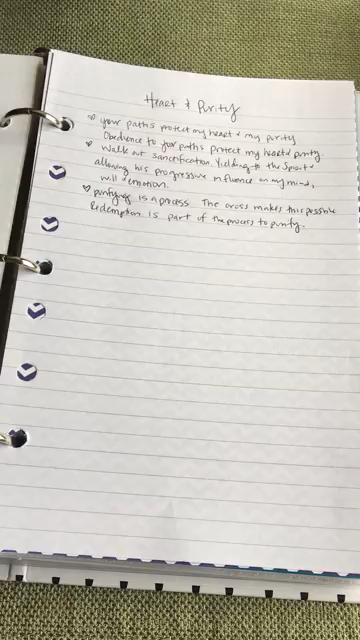 Heart & Purity
♡ your paths protect my heart & my purity
Obedience to your paths protect my heart & purity
♡ Walk out sanctification. Yielding to the Spirit &
allowing his progressive influence on my mind,
will & emotion.
♡ purifying is a process. The cross makes this possible
Redemption is part of the process to purify.